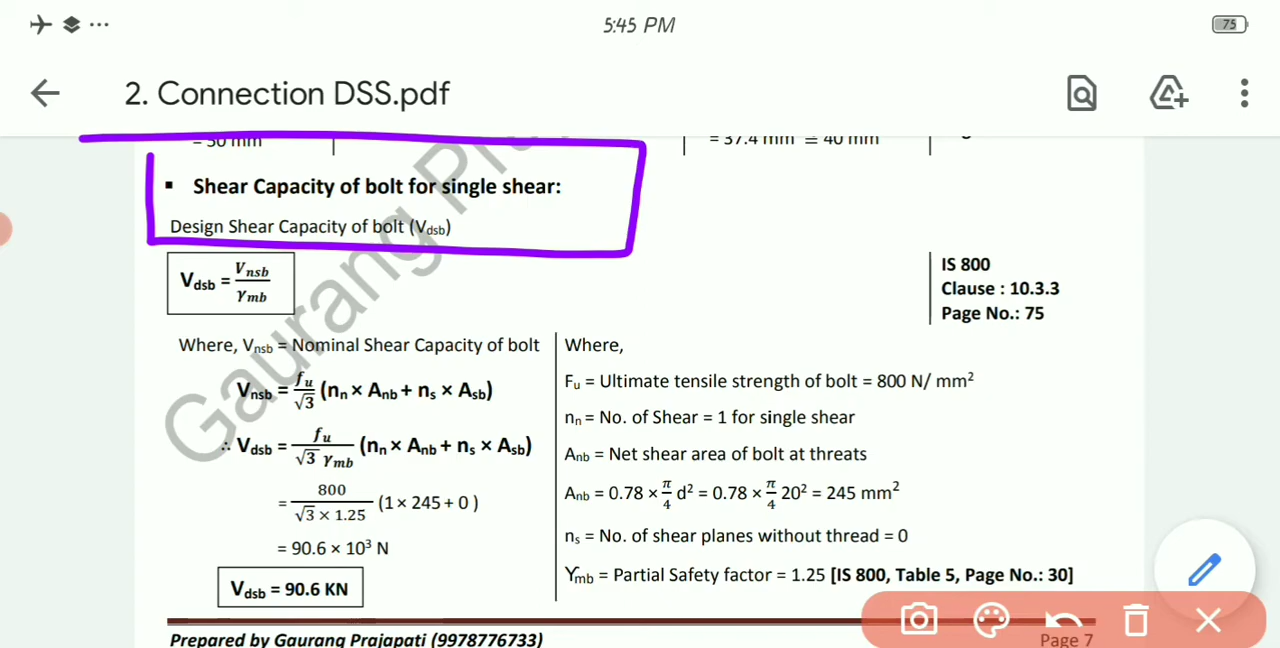 5:45 PM
75
2. Connection DSS.pdf
= 50 mm
= 37.4 mm ≅ 40 mm
▪ Shear Capacity of bolt for single shear:
Design Shear Capacity of bolt (Vdsb)
Vdsb = Vnsb / γmb
IS 800
Clause : 10.3.3
Page No.: 75
Where, Vnsb = Nominal Shear Capacity of bolt
Vnsb = fu/√3 (nn × Anb + ns × Asb)
∴ Vdsb = fu/√3 γmb (nn × Anb + ns × Asb)
= 800/√3 × 1.25 (1 × 245 + 0 )
= 90.6 × 10³ N
Vdsb = 90.6 KN
Where,
Fu = Ultimate tensile strength of bolt = 800 N/ mm²
nn = No. of Shear = 1 for single shear
Anb = Net shear area of bolt at threats
Anb = 0.78 × π/4 d² = 0.78 × π/4 20² = 245 mm²
ns = No. of shear planes without thread = 0
Ymb = Partial Safety factor = 1.25 [IS 800, Table 5, Page No.: 30]
Gaurang Pr
Prepared by Gaurang Prajapati (9978776733)
Page 7